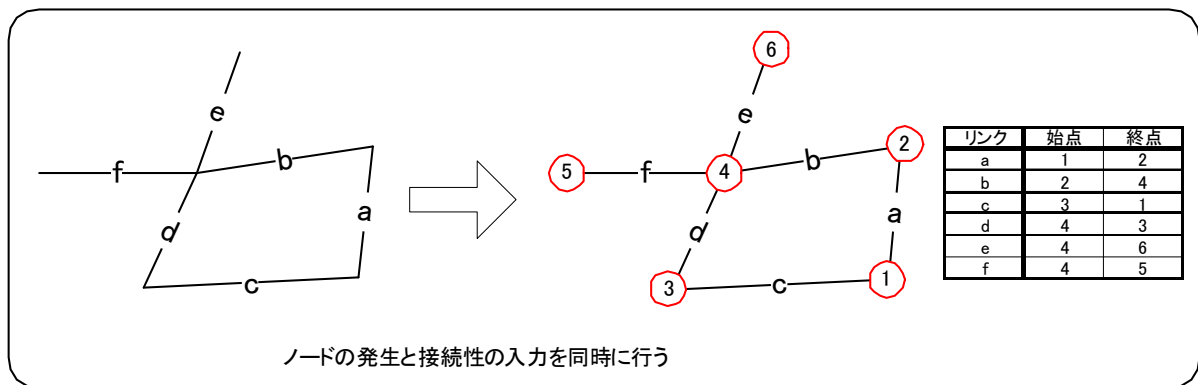 e
b
f
a
d
c
6
e
2
b
5
f
4
a
d
3
c
1
リンク 始点 終点
a 1 2
b 2 4
c 3 1
d 4 3
e 4 6
f 4 5
ノードの発生と接続性の入力を同時に行う